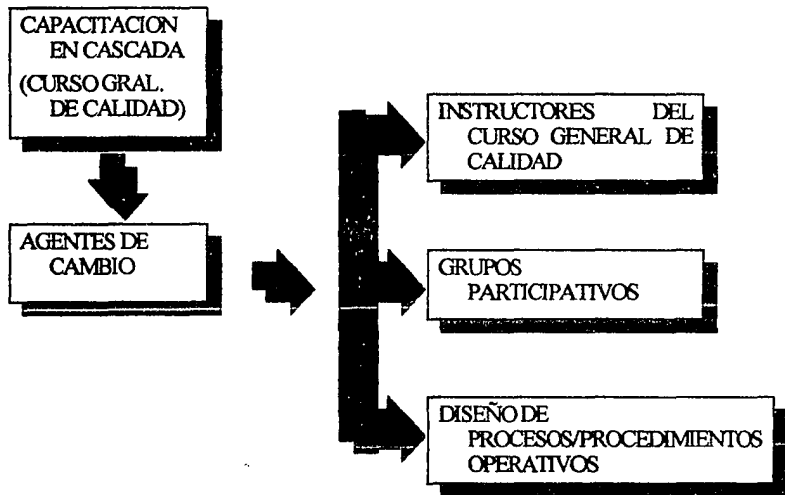 CAPACITACION
EN CASCADA
(CURSO GRAL.
DE CALIDAD)
AGENTES DE
CAMBIO
INSTRUCTORES DEL
CURSO GENERAL DE
CALIDAD
GRUPOS
PARTICIPATIVOS
DISEÑO DE
PROCESOS/PROCEDIMIENTOS
OPERATIVOS